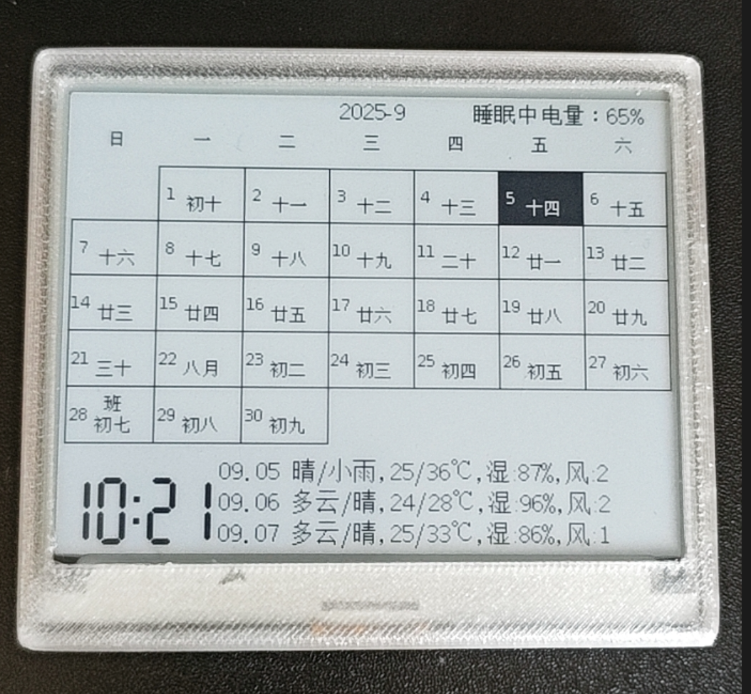 2025-9 睡眠中电量：65%
日 一 二 三 四 五 六
1 初十 2 十一 3 十二 4 十三 5 十四 6 十五
7 十六 8 十七 9 十八 10 十九 11 二十 12 廿一 13 廿二
14 廿三 15 廿四 16 廿五 17 廿六 18 廿七 19 廿八 20 廿九
21 三十 22 八月 23 初二 24 初三 25 初四 26 初五 27 初六
28 班 初七 29 初八 30 初九
09.05 晴/小雨,25/36℃,湿:87%,风:2
10:21 09.06 多云/晴,24/28℃,湿:96%,风:2
09.07 多云/晴,25/33℃,湿:86%,风:1